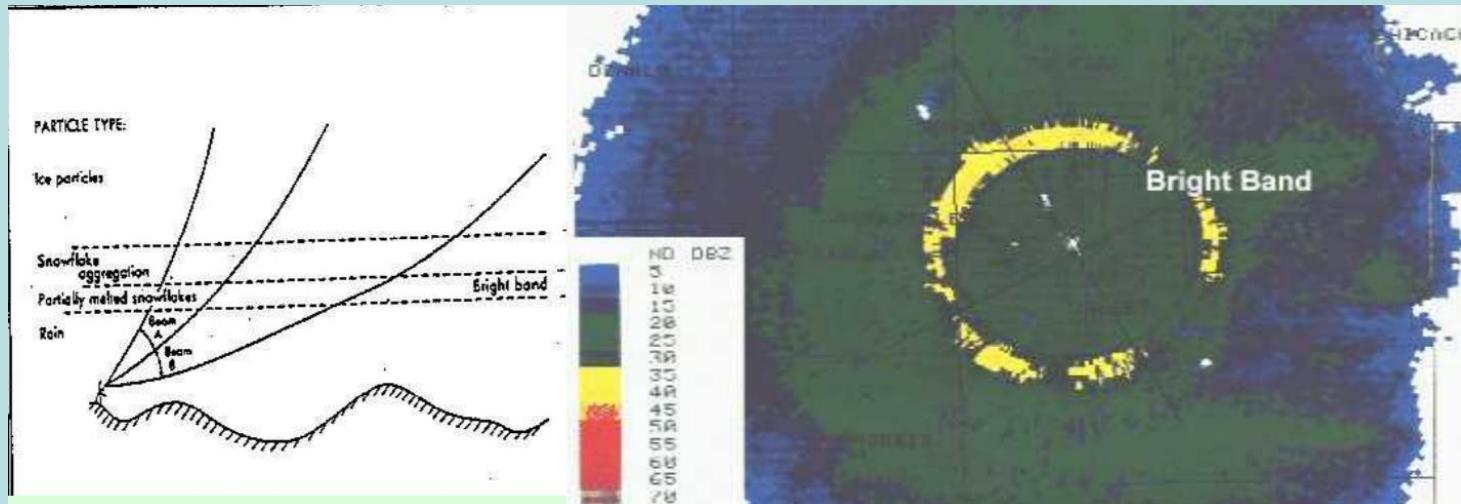 PARTICLE TYPE:
Ice particles
Snowflake
aggregation
Partially melted snowflakes
Bright band
Rain
Beam
A
Beam
B
Bright Band
ND DBZ
5
10
15
20
25
30
35
40
45
50
55
60
65
70